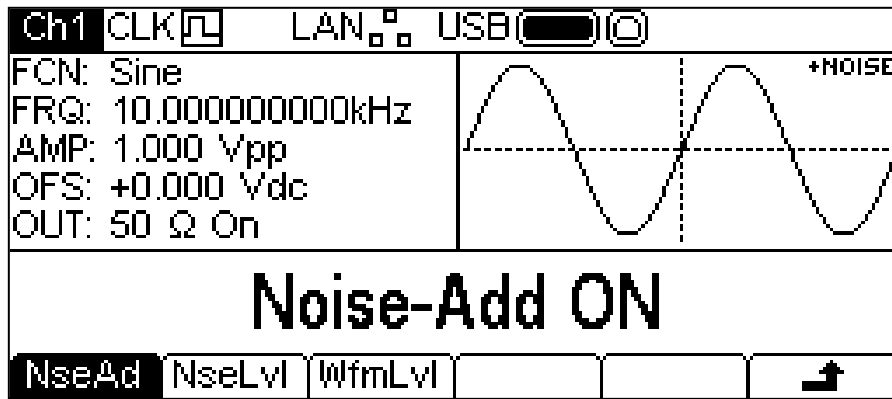 Ch1 CLK LAN USB
FCN: Sine
FRQ: 10.000000000kHz
AMP: 1.000 Vpp
OFS: +0.000 Vdc
OUT: 50 Ω On
+NOISE
Noise-Add ON
NseAd NseLvl WfmLvl